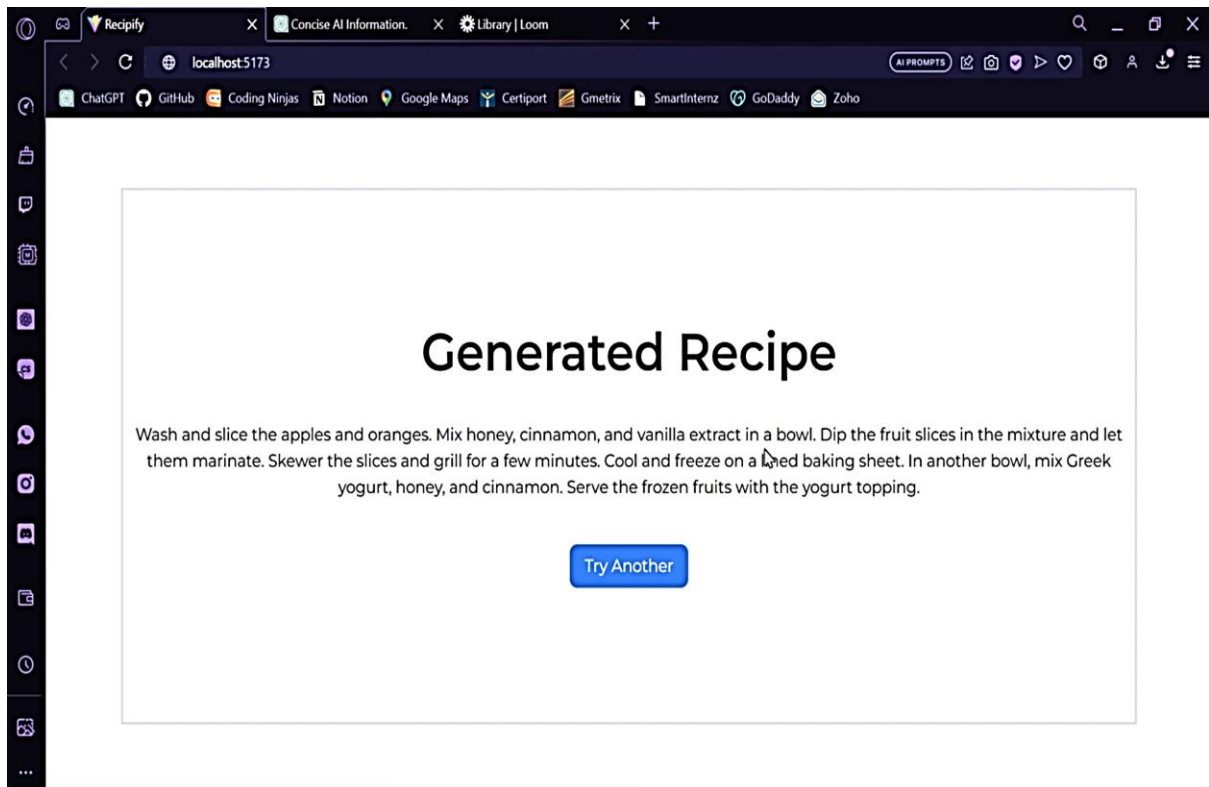 Recipify
Concise AI Information.
Library | Loom
localhost:5173
AI PROMPTS
ChatGPT
GitHub
Coding Ninjas
Notion
Google Maps
Certiport
Gmetrix
SmartInternz
GoDaddy
Zoho
Generated Recipe
Wash and slice the apples and oranges. Mix honey, cinnamon, and vanilla extract in a bowl. Dip the fruit slices in the mixture and let
them marinate. Skewer the slices and grill for a few minutes. Cool and freeze on a lined baking sheet. In another bowl, mix Greek
yogurt, honey, and cinnamon. Serve the frozen fruits with the yogurt topping.
Try Another